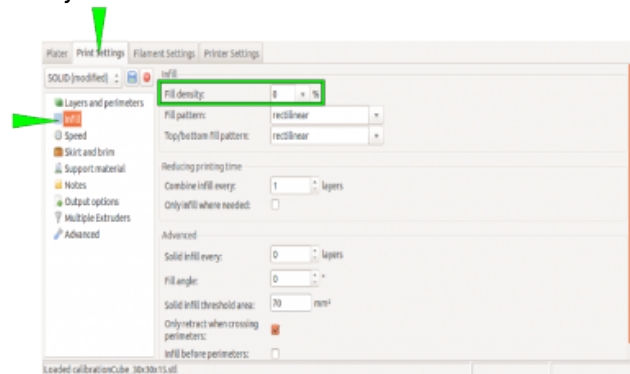 Plater Print Settings Filament Settings Printer Settings
SOLID (modified)
Infill
Layers and perimeters
Fill density: 0 %
Infill
Fill pattern: rectilinear
Speed
Top/bottom fill pattern: rectilinear
Skirt and brim
Support material
Reducing printing time
Notes
Combine infill every: 1 layers
Output options
Only infill where needed:
Multiple Extruders
Advanced
Advanced
Solid infill every: 0 layers
Fill angle: 0 °
Solid infill threshold area: 70 mm²
Only retract when crossing
perimeters:
Infill before perimeters:
Loaded calibrationCube_30x30x15.stl